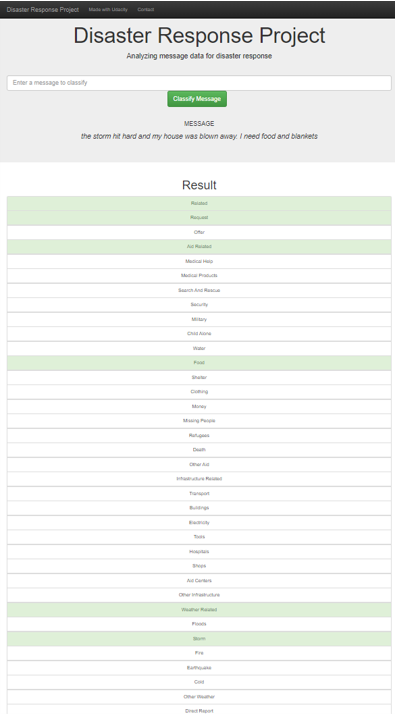 Disaster Response Project Made with Udacity Contact
Disaster Response Project
Analyzing message data for disaster response
Enter a message to classify
Classify Message
MESSAGE
the storm hit hard and my house was blown away. I need food and blankets
Result
Related
Request
Offer
Aid Related
Medical Help
Medical Products
Search And Rescue
Security
Military
Child Alone
Water
Food
Shelter
Clothing
Money
Missing People
Refugees
Death
Other Aid
Infrastructure Related
Transport
Buildings
Electricity
Tools
Hospitals
Shops
Aid Centers
Other Infrastructure
Weather Related
Floods
Storm
Fire
Earthquake
Cold
Other Weather
Direct Report